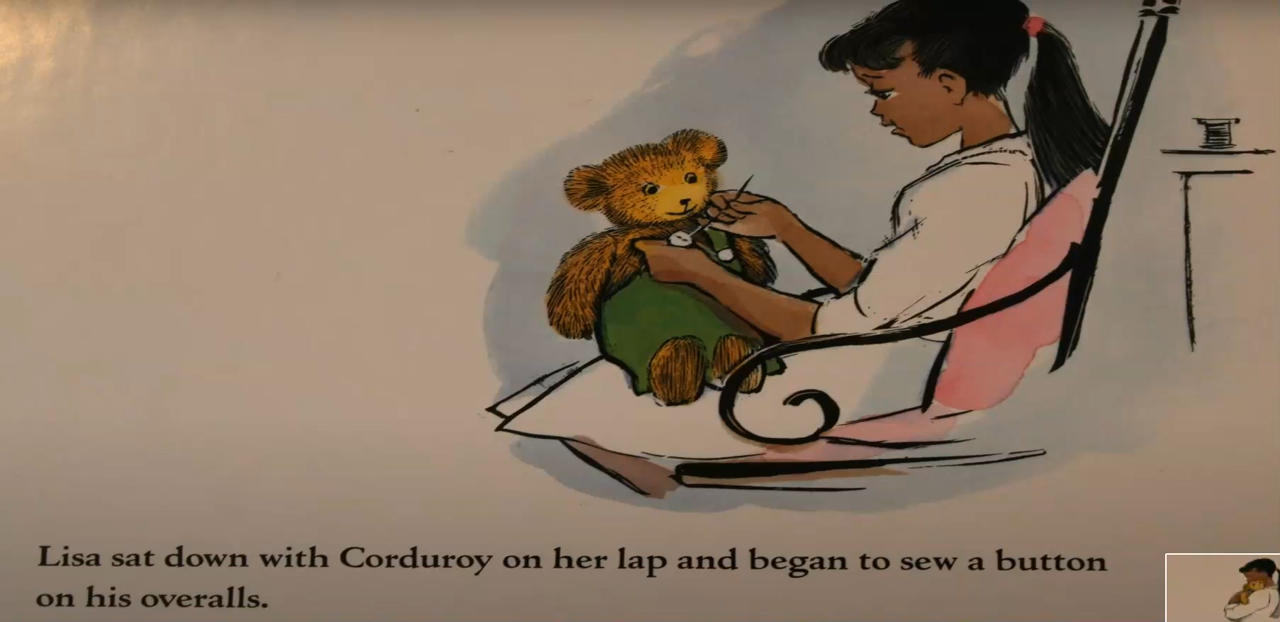 Lisa sat down with Corduroy on her lap and began to sew a button
on his overalls.